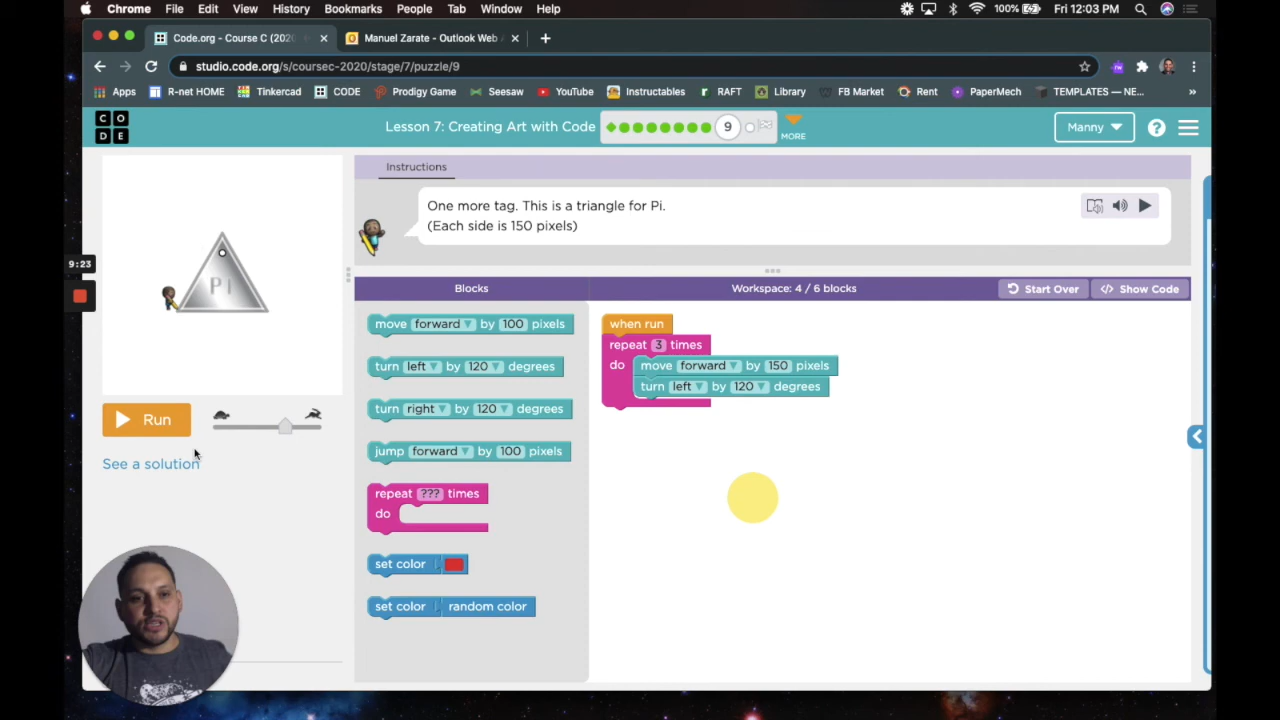 Chrome File Edit View History Bookmarks People Tab Window Help 100% Fri 12:03 PM
Code.org - Course C (202 Manuel Zarate - Outlook Web
studio.code.org/s/coursec-2020/stage/7/puzzle/9
Apps R-net HOME Tinkercad CODE Prodigy Game Seesaw YouTube Instructables RAFT Library FB Market Rent PaperMech TEMPLATES — NE...
CODE Lesson 7: Creating Art with Code 9 MORE Manny ?
Instructions
One more tag. This is a triangle for Pi.
(Each side is 150 pixels)
9:23
PI
Blocks Workspace: 4 / 6 blocks Start Over </> Show Code
Run
See a solution
move forward by 100 pixels
turn left by 120 degrees
turn right by 120 degrees
jump forward by 100 pixels
repeat ??? times
do
set color
set color random color
when run
repeat 3 times
do move forward by 150 pixels
turn left by 120 degrees